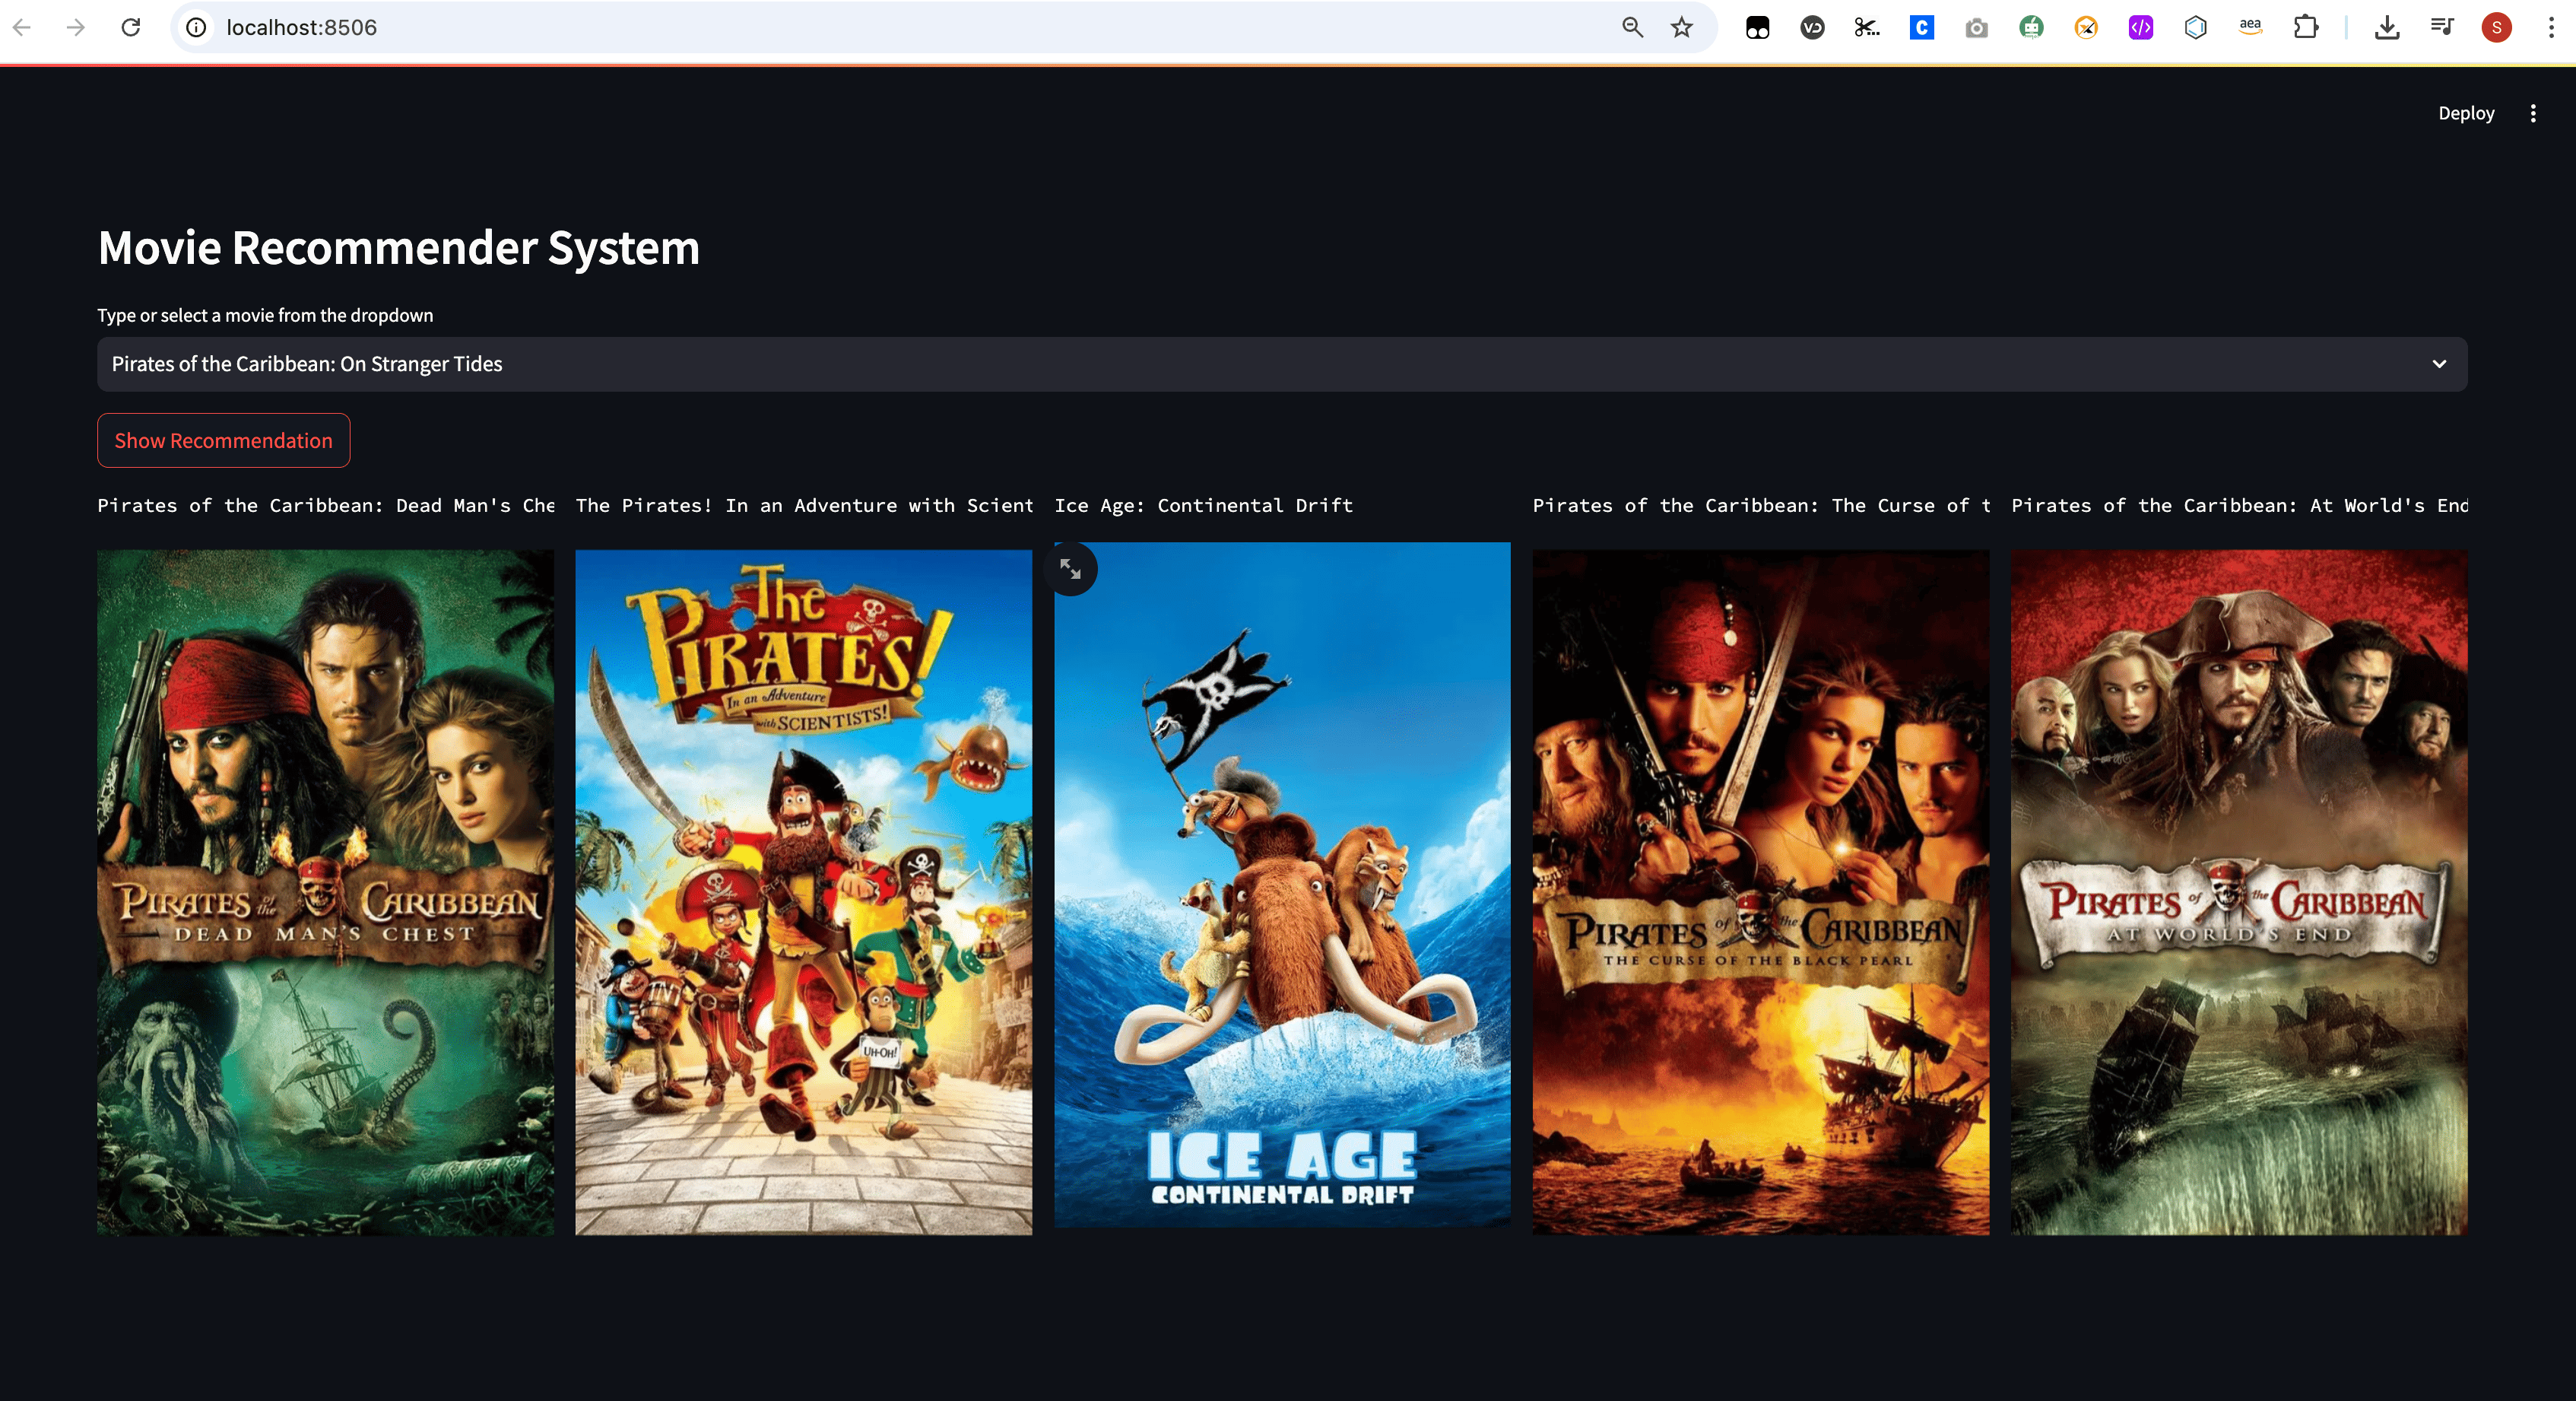 localhost:8506
VD
C
aea
S
Deploy
Movie Recommender System
Type or select a movie from the dropdown
Pirates of the Caribbean: On Stranger Tides
Show Recommendation
Pirates of the Caribbean: Dead Man's Che
The Pirates! In an Adventure with Scient
Ice Age: Continental Drift
Pirates of the Caribbean: The Curse of t
Pirates of the Caribbean: At World's End
PIRATES of the CARIBBEAN
DEAD MAN'S CHEST
The
PIRATES!
In an Adventure
with SCIENTISTS!
TNT
UH-OH!
ICE AGE
CONTINENTAL DRIFT
PIRATES of the CARIBBEAN
THE CURSE OF THE BLACK PEARL
PIRATES of the CARIBBEAN
AT WORLD'S END